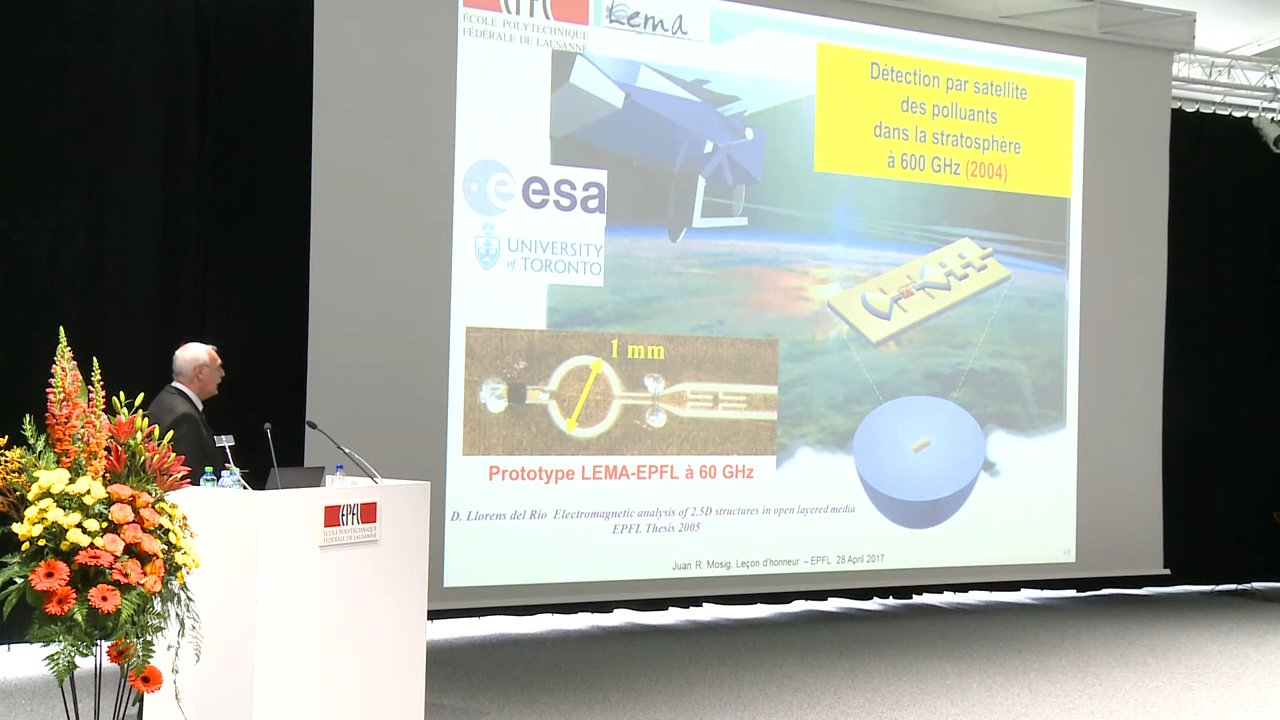 EPFL
ÉCOLE POLYTECHNIQUE
FÉDÉRALE DE LAUSANNE
Lema
Détection par satellite
des polluants
dans la stratosphère
à 600 GHz (2004)
esa
UNIVERSITY
of TORONTO
1 mm
Prototype LEMA-EPFL à 60 GHz
D. Llorens del Rio Electromagnetic analysis of 2.5D structures in open layered media
EPFL Thesis 2005
Juan R. Mosig, Leçon d'honneur – EPFL 28 April 2017
EPFL
ÉCOLE POLYTECHNIQUE
FÉDÉRALE DE LAUSANNE